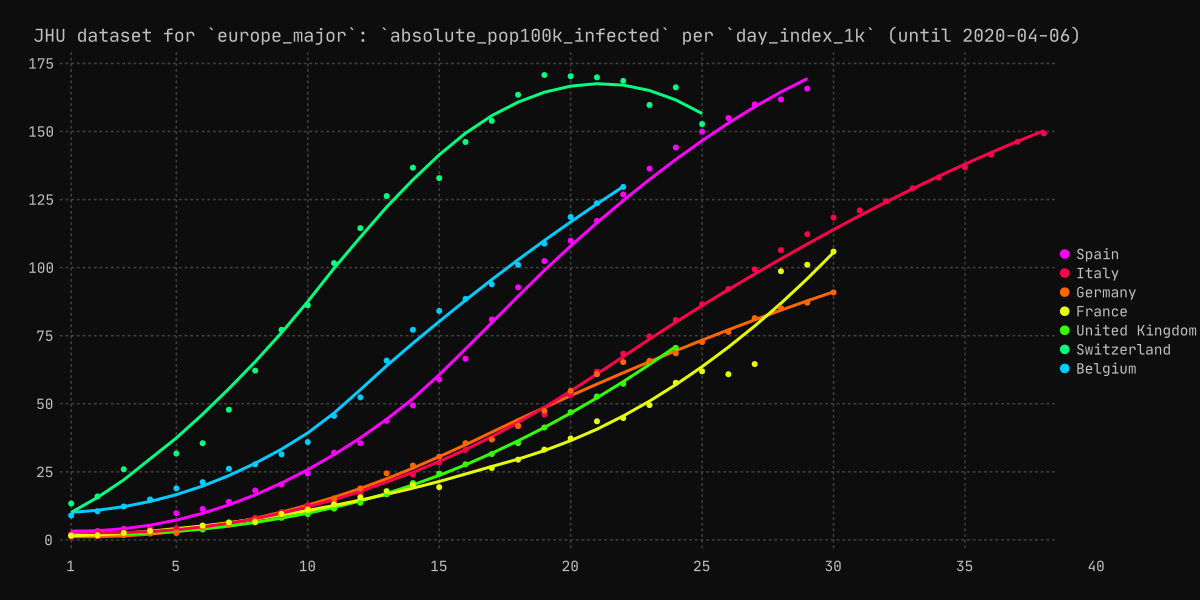 JHU dataset for `europe_major`: `absolute_pop100k_infected` per `day_index_1k` (until 2020-04-06)
175
150
125
100
75
50
25
0
1 5 10 15 20 25 30 35 40
Spain
Italy
Germany
France
United Kingdom
Switzerland
Belgium